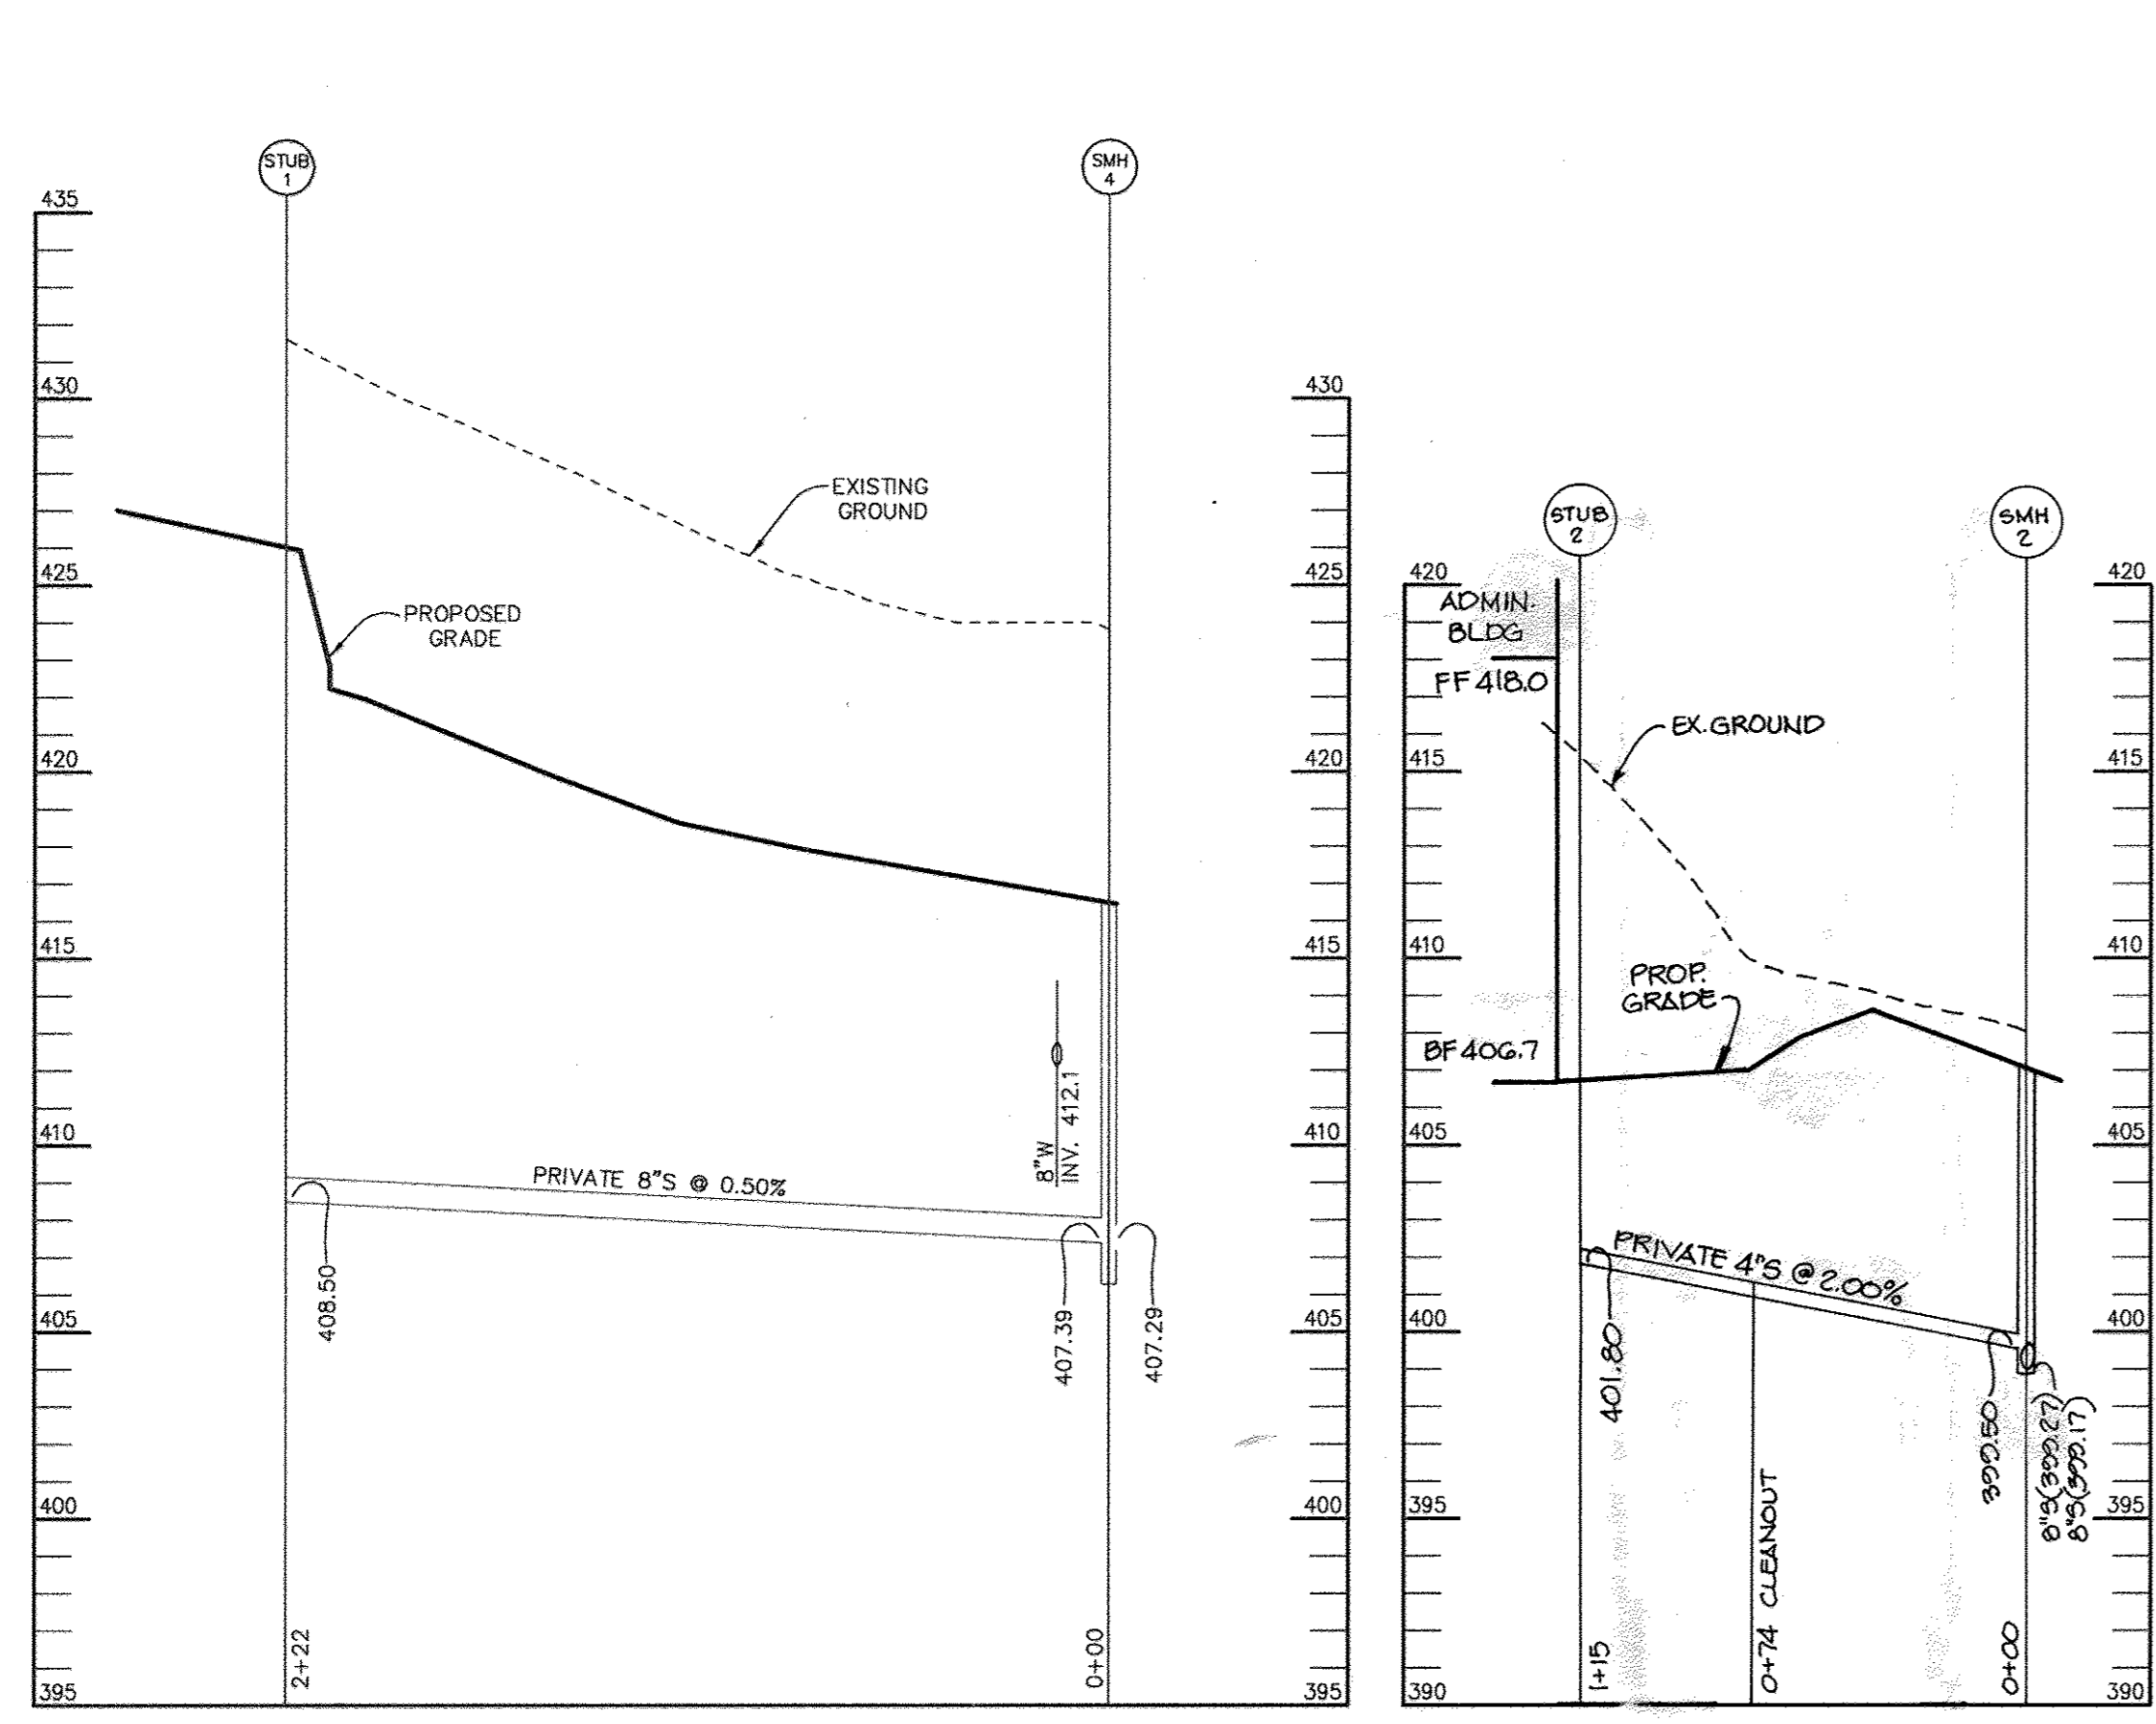 STUB
1
SMH
4
435
430
425
420
415
410
405
400
395
EXISTING
GROUND
PROPOSED
GRADE
8"W
INV. 412.1
PRIVATE 8"S @ 0.50%
408.50
407.39
407.29
2+22
0+00
430
425
420
415
410
405
400
395
STUB
2
SMH
2
420
415
410
405
400
395
390
ADMIN.
BLDG
FF 418.0
EX. GROUND
PROP.
GRADE
BF 406.7
PRIVATE 4"S @ 2.00%
401.80
399.50
8"S(399.27)
8"S(399.17)
1+15
0+74 CLEANOUT
0+00
420
415
410
405
400
395
390